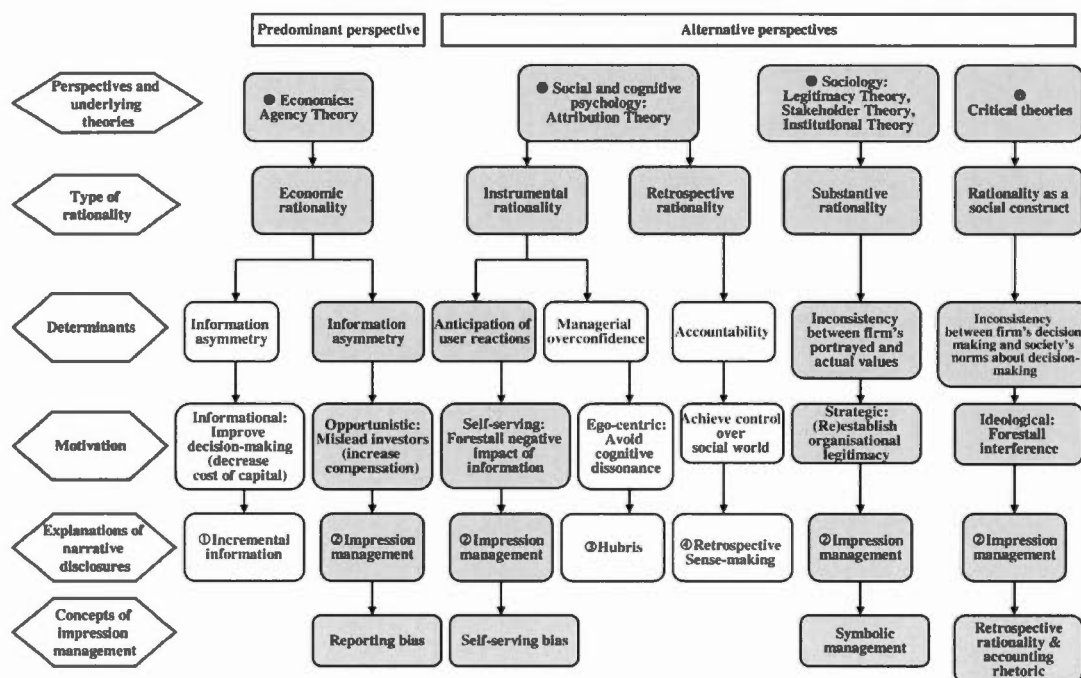 Predominant perspective
Alternative perspectives
Perspectives and
underlying
theories
● Economics:
Agency Theory
● Social and cognitive
psychology:
Attribution Theory
● Sociology:
Legitimacy Theory,
Stakeholder Theory,
Institutional Theory
●
Critical theories
Type of
rationality
Economic
rationality
Instrumental
rationality
Retrospective
rationality
Substantive
rationality
Rationality as a
social construct
Determinants
Information
asymmetry
Information
asymmetry
Anticipation of
user reactions
Managerial
overconfidence
Accountability
Inconsistency
between firm's
portrayed and
actual values
Inconsistency
between firm's decision
making and society's
norms about decision-
making
Motivation
Informational:
Improve
decision-making
(decrease
cost of capital)
Opportunistic:
Mislead investors
(increase
compensation)
Self-serving:
Forestall negative
impact of
information
Ego-centric:
Avoid
cognitive
dissonance
Achieve control
over
social world
Strategic:
(Re)establish
organisational
legitimacy
Ideological:
Forestall
interference
Explanations of
narrative
disclosures
①Incremental
information
②Impression
management
②Impression
management
③Hubris
④Retrospective
Sense-making
②Impression
management
②Impression
management
Concepts of
impression
management
Reporting bias
Self-serving bias
Symbolic
management
Retrospective
rationality &
accounting
rhetoric